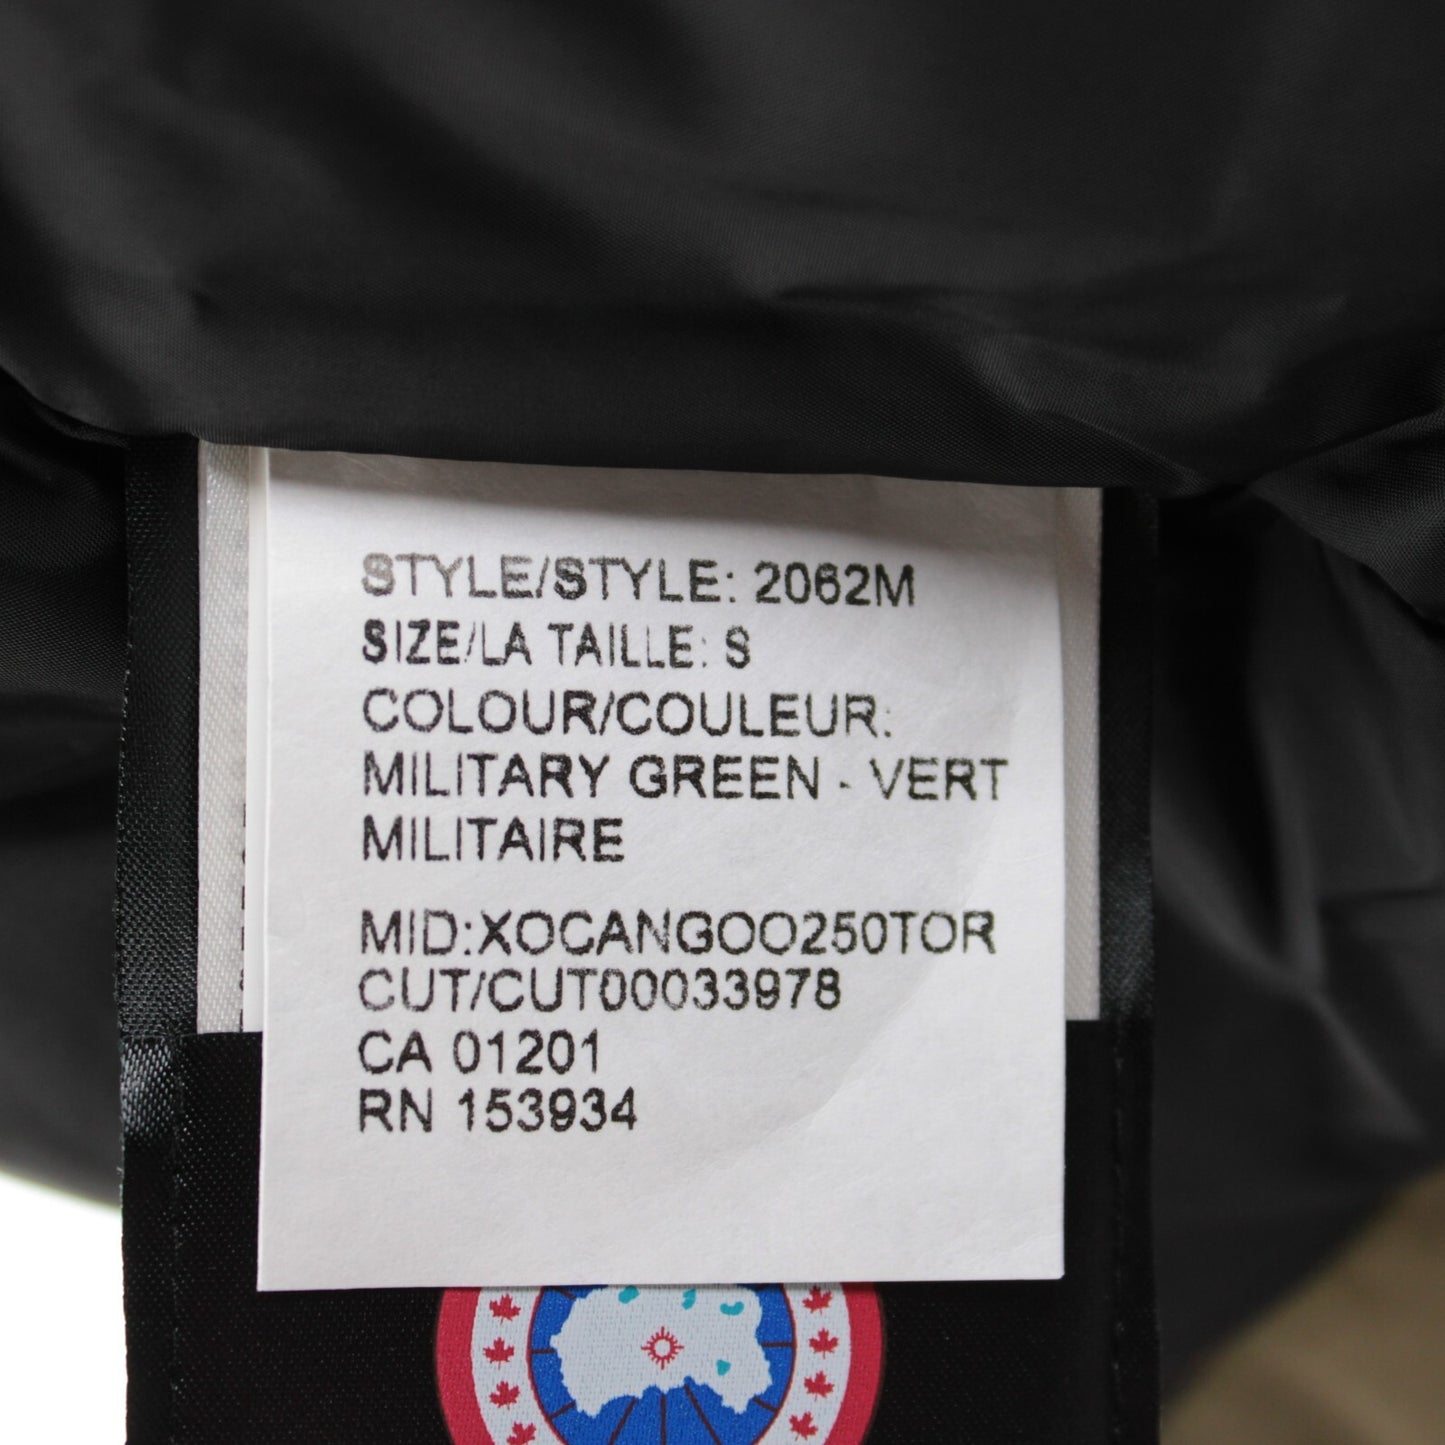 STYLE/STYLE: 2062M
SIZE/LA TAILLE: S
COLOUR/COULEUR:
MILITARY GREEN - VERT
MILITAIRE
MID:XOCANGOO250TOR
CUT/CUT00033978
CA 01201
RN 153934